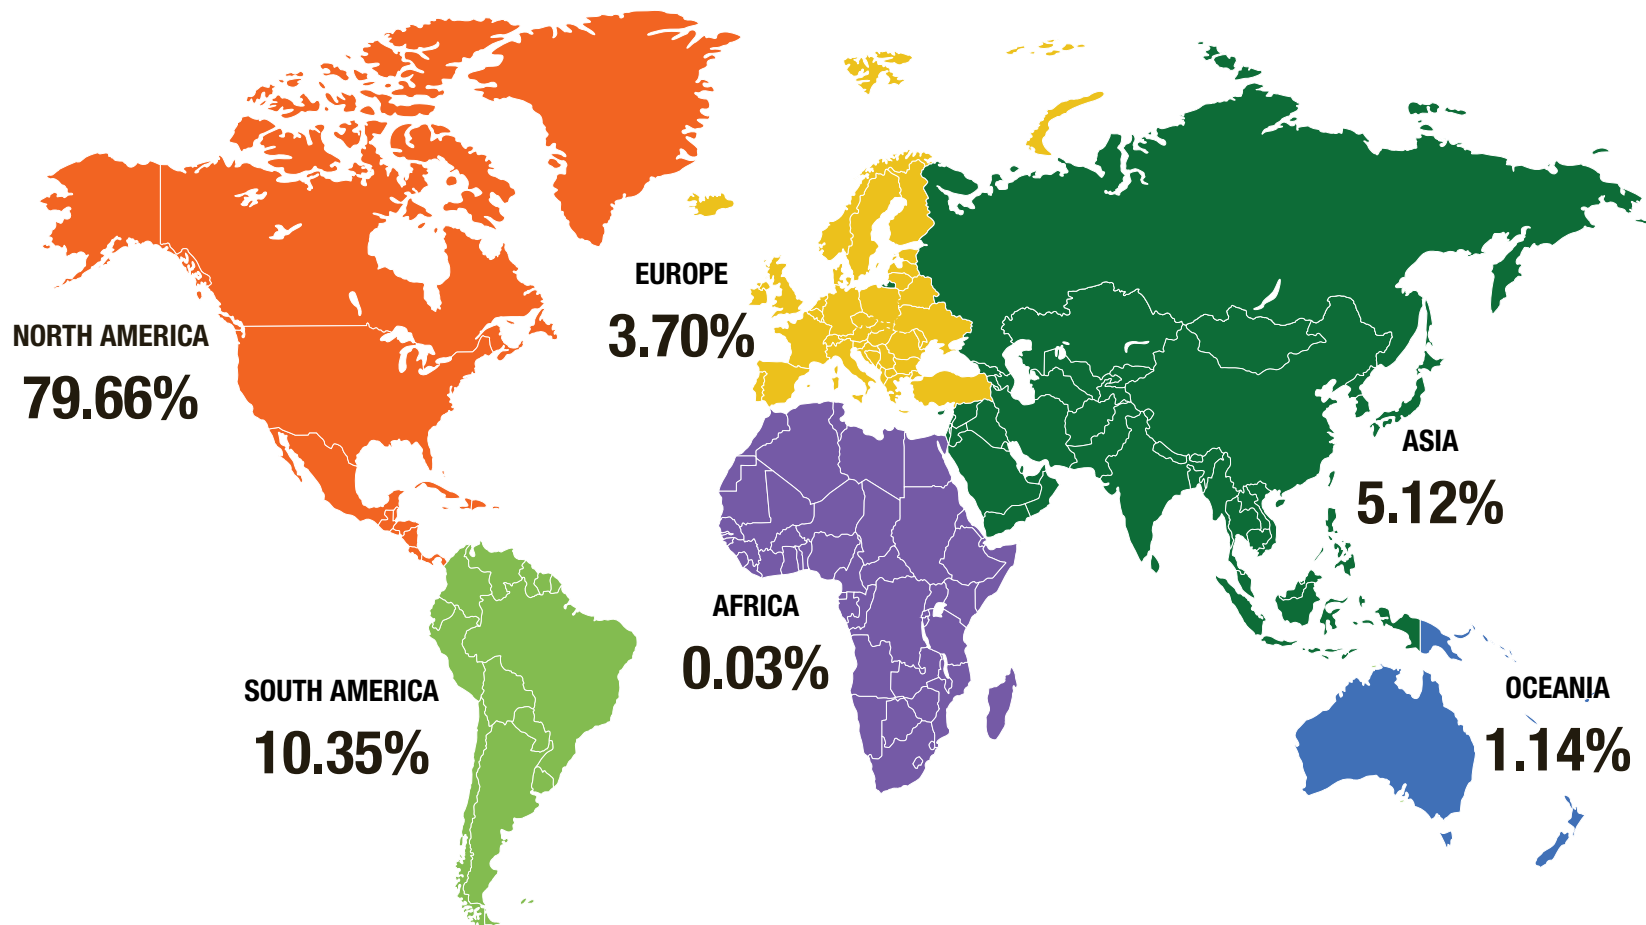 EUROPE
3.70%
NORTH AMERICA
79.66%
ASIA
5.12%
AFRICA
0.03%
SOUTH AMERICA
10.35%
OCEANIA
1.14%